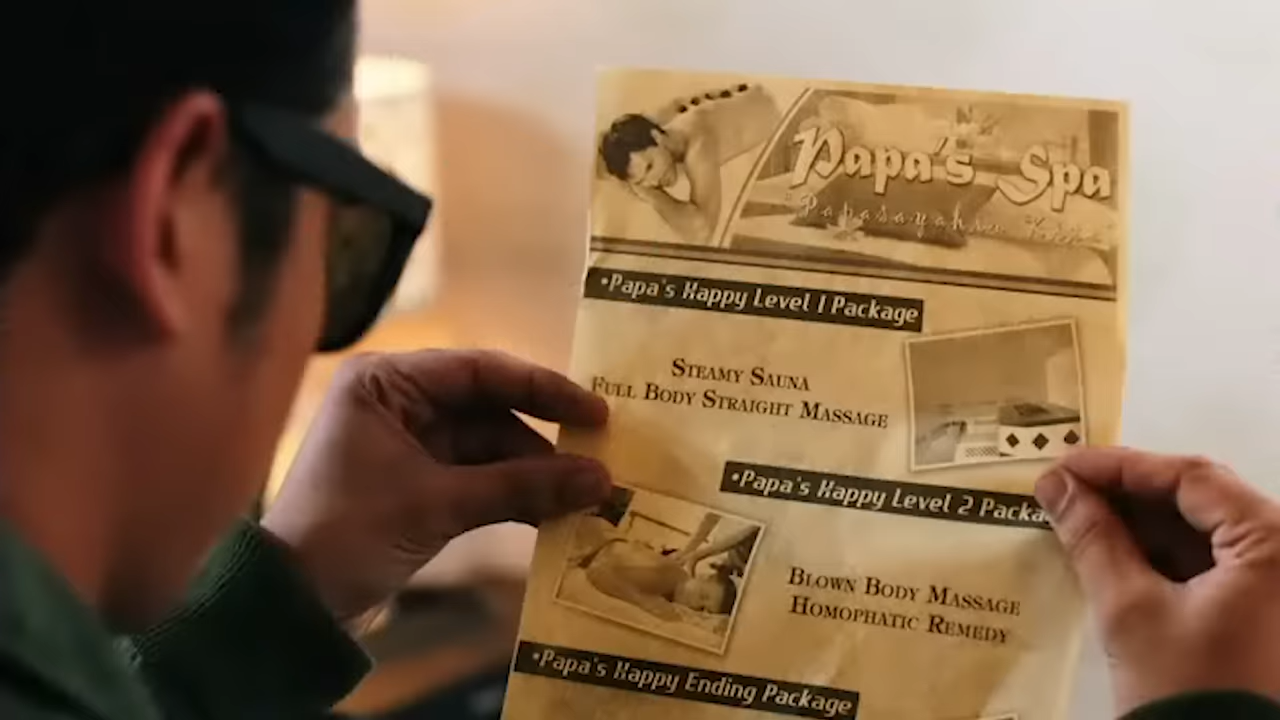 Papa's Spa
•Papa's Happy Level 1 Package
Steamy Sauna
Full Body Straight Massage
•Papa's Happy Level 2
Blown Body Massage
Homophatic Remedy
•Papa's Happy Ending Package